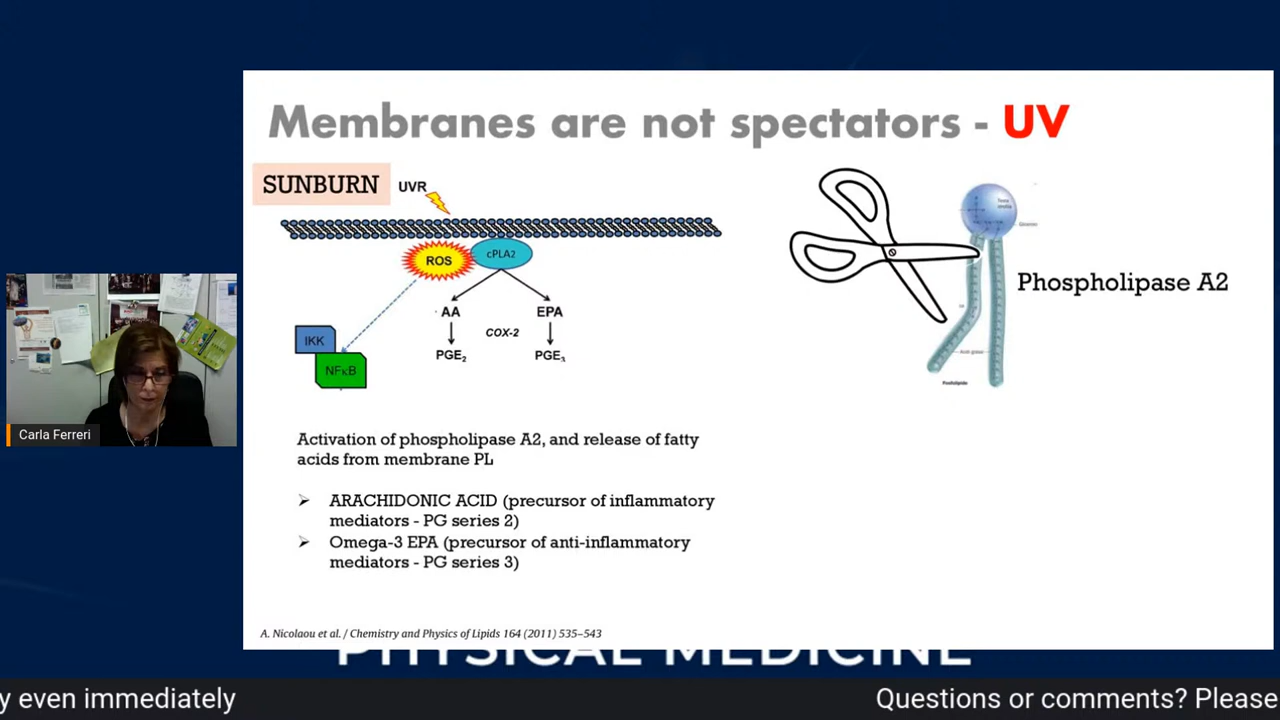 Membranes are not spectators - UV
SUNBURN
UVR
ROS
cPLA2
AA
EPA
COX-2
PGE2
PGE3
IKK
NFκB
Phospholipase A2
Carla Ferreri
Activation of phospholipase A2, and release of fatty
acids from membrane PL
➢ ARACHIDONIC ACID (precursor of inflammatory
mediators - PG series 2)
➢ Omega-3 EPA (precursor of anti-inflammatory
mediators - PG series 3)
A. Nicolaou et al. / Chemistry and Physics of Lipids 164 (2011) 535–543
PHYSICAL MEDICINE
y even immediately
Questions or comments? Please